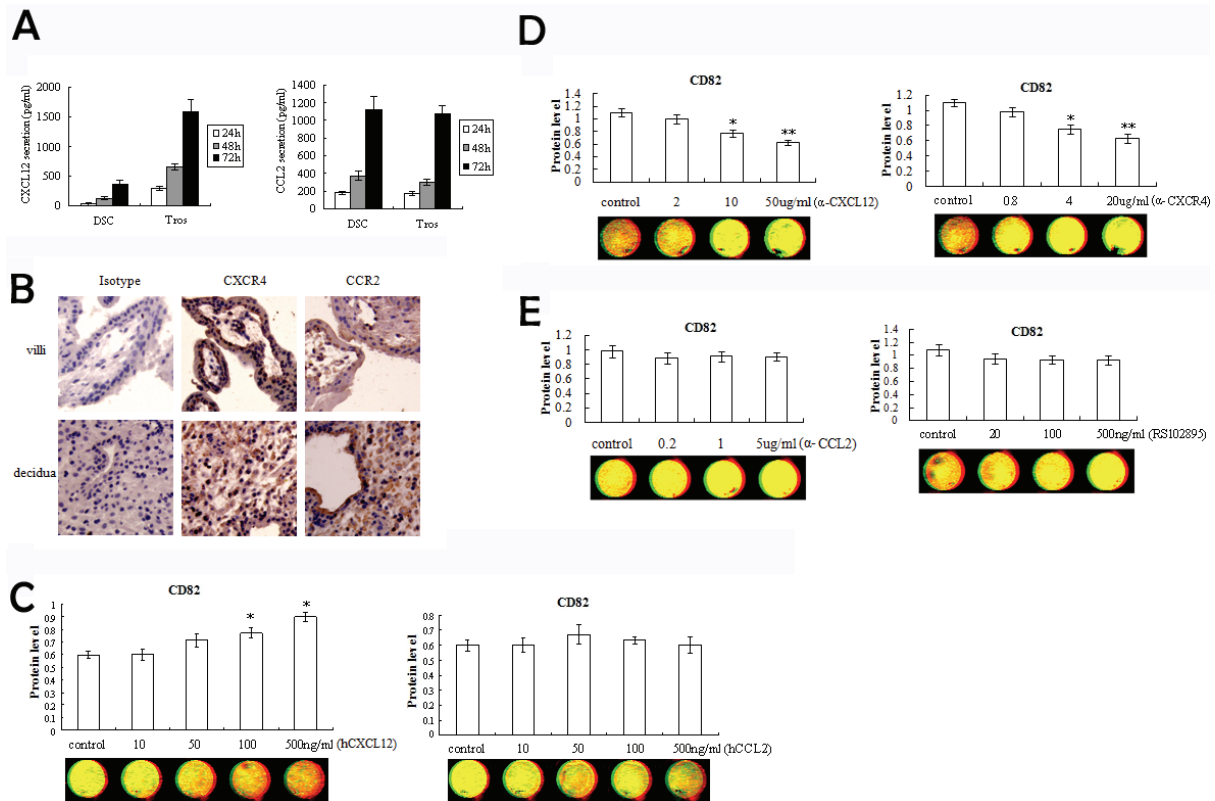 A
CXCL12 secretion (pg/ml)
2000
1500
1000
500
0
DSC Tros
24h
48h
72h
CCL2 secretion (pg/ml)
1400
1200
1000
800
600
400
200
0
DSC Tros
24h
48h
72h
B
Isotype CXCR4 CCR2
villi
decidua
C
CD82
Protein level
1
0.9
0.8
0.7
0.6
0.5
0.4
0.3
0.2
0.1
0
* *
control 10 50 100 500ng/ml (hCXCL12)
CD82
Protein level
0.8
0.7
0.6
0.5
0.4
0.3
0.2
0.1
0
control 10 50 100 500ng/ml (hCCL2)
D
CD82
Protein level
1.4
1.2
1
0.8
0.6
0.4
0.2
0
* **
control 2 10 50ug/ml (α-CXCL12)
CD82
Protein level
1.2
1
0.8
0.6
0.4
0.2
0
* **
control 0.8 4 20ug/ml (α-CXCR4)
E
CD82
Protein level
1.2
1
0.8
0.6
0.4
0.2
0
control 0.2 1 5ug/ml (α-CCL2)
CD82
Protein level
1.2
1
0.8
0.6
0.4
0.2
0
control 20 100 500ng/ml (RS102895)